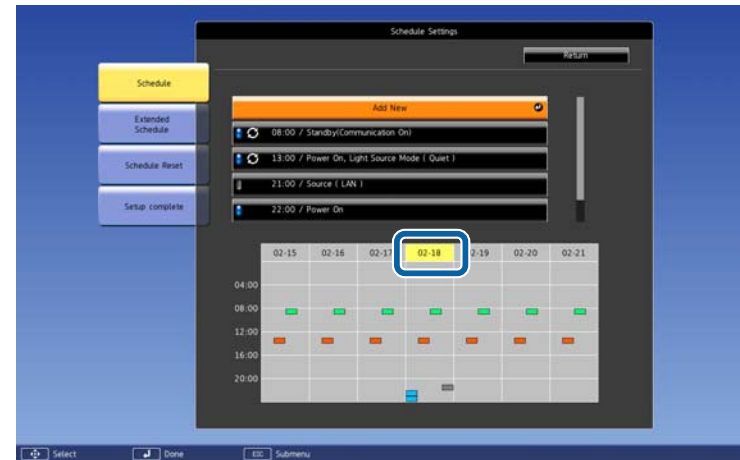 Schedule Settings
Return
Schedule
Extended
Schedule
Schedule Reset
Setup complete
Add New
08:00 / Standby(Communication On)
13:00 / Power On, Light Source Mode ( Quiet )
21:00 / Source ( LAN )
22:00 / Power On
02-15 02-16 02-17 02-18 02-19 02-20 02-21
04:00
08:00
12:00
16:00
20:00
Select Done Esc Submenu